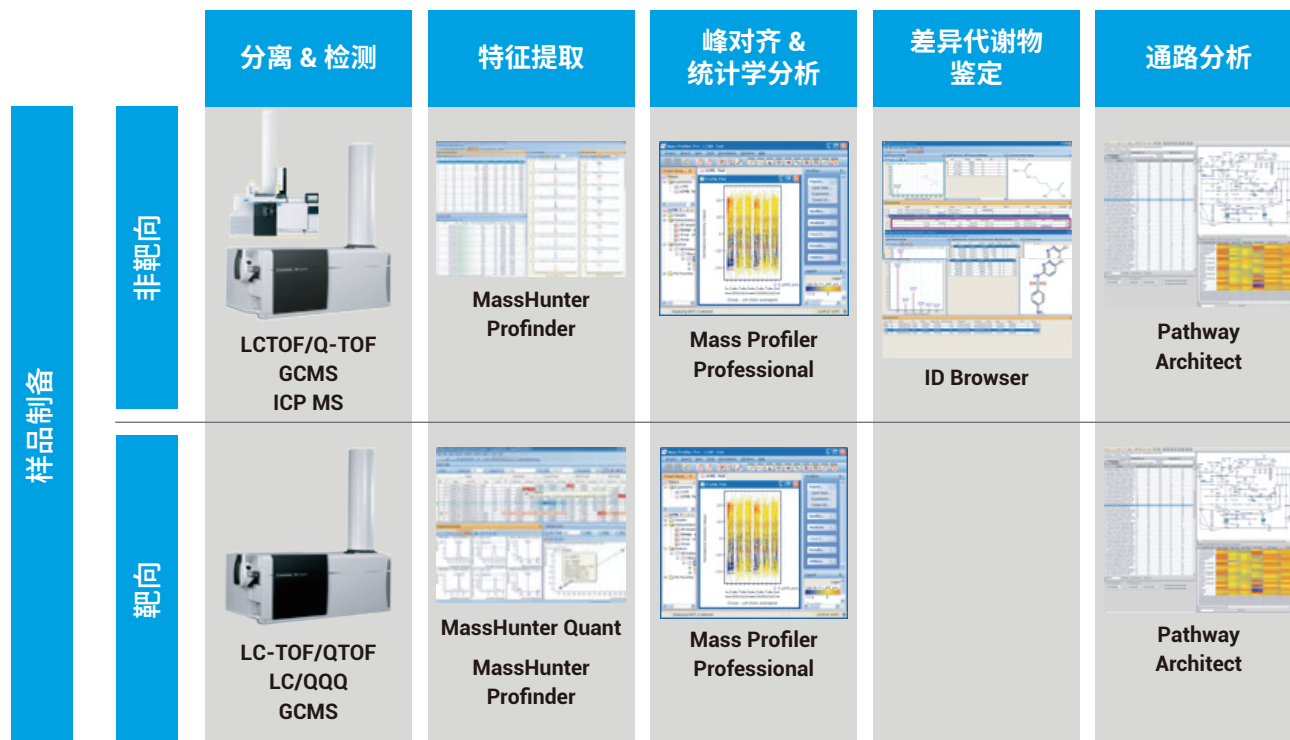 分离 & 检测
特征提取
峰对齐 &
统计学分析
差异代谢物
鉴定
通路分析
样品制备
非靶向
LCTOF/Q-TOF
GCMS
ICP MS
MassHunter
Profinder
Mass Profiler
Professional
ID Browser
Pathway
Architect
靶向
LC-TOF/QTOF
LC/QQQ
GCMS
MassHunter Quant
MassHunter
Profinder
Mass Profiler
Professional
Pathway
Architect